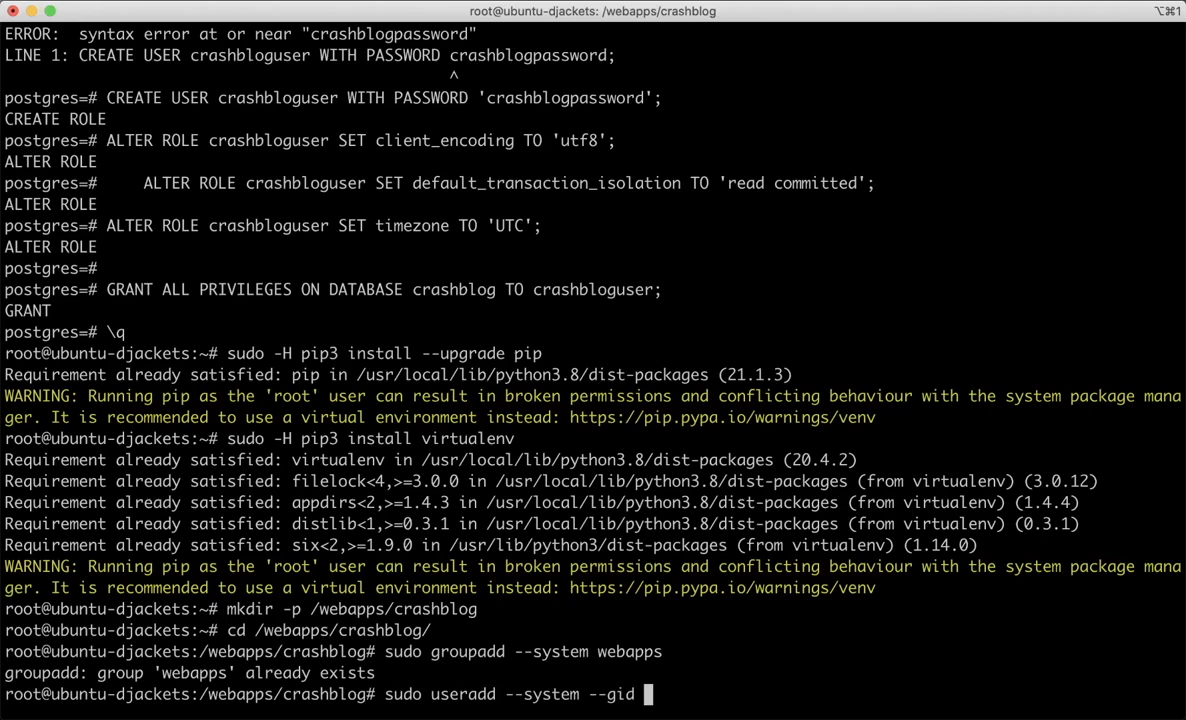 root@ubuntu-djackets: /webapps/crashblog
⌥⌘1
ERROR:  syntax error at or near "crashblogpassword"
LINE 1: CREATE USER crashbloguser WITH PASSWORD crashblogpassword;
^
postgres=# CREATE USER crashbloguser WITH PASSWORD 'crashblogpassword';
CREATE ROLE
postgres=# ALTER ROLE crashbloguser SET client_encoding TO 'utf8';
ALTER ROLE
postgres=#     ALTER ROLE crashbloguser SET default_transaction_isolation TO 'read committed';
ALTER ROLE
postgres=# ALTER ROLE crashbloguser SET timezone TO 'UTC';
ALTER ROLE
postgres=#
postgres=# GRANT ALL PRIVILEGES ON DATABASE crashblog TO crashbloguser;
GRANT
postgres=# \q
root@ubuntu-djackets:~# sudo -H pip3 install --upgrade pip
Requirement already satisfied: pip in /usr/local/lib/python3.8/dist-packages (21.1.3)
WARNING: Running pip as the 'root' user can result in broken permissions and conflicting behaviour with the system package mana
ger. It is recommended to use a virtual environment instead: https://pip.pypa.io/warnings/venv
root@ubuntu-djackets:~# sudo -H pip3 install virtualenv
Requirement already satisfied: virtualenv in /usr/local/lib/python3.8/dist-packages (20.4.2)
Requirement already satisfied: filelock<4,>=3.0.0 in /usr/local/lib/python3.8/dist-packages (from virtualenv) (3.0.12)
Requirement already satisfied: appdirs<2,>=1.4.3 in /usr/local/lib/python3.8/dist-packages (from virtualenv) (1.4.4)
Requirement already satisfied: distlib<1,>=0.3.1 in /usr/local/lib/python3.8/dist-packages (from virtualenv) (0.3.1)
Requirement already satisfied: six<2,>=1.9.0 in /usr/lib/python3/dist-packages (from virtualenv) (1.14.0)
WARNING: Running pip as the 'root' user can result in broken permissions and conflicting behaviour with the system package mana
ger. It is recommended to use a virtual environment instead: https://pip.pypa.io/warnings/venv
root@ubuntu-djackets:~# mkdir -p /webapps/crashblog
root@ubuntu-djackets:~# cd /webapps/crashblog/
root@ubuntu-djackets:/webapps/crashblog# sudo groupadd --system webapps
groupadd: group 'webapps' already exists
root@ubuntu-djackets:/webapps/crashblog# sudo useradd --system --gid